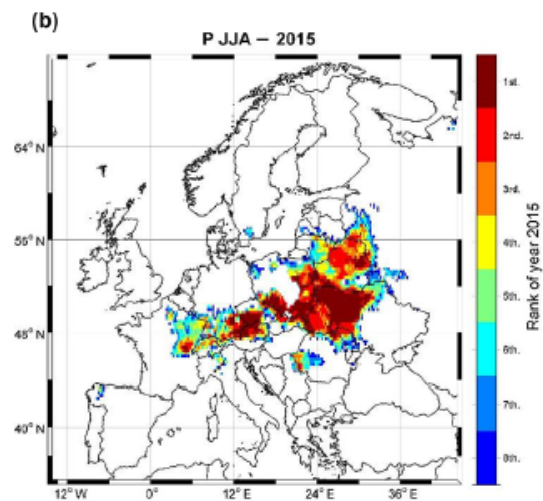 (b)
P JJA — 2015
64° N
56° N
48° N
40° N
12° W
0°
12° E
24° E
36° E
1st.
2nd.
3rd.
4th.
5th.
6th.
7th.
8th.
Rank of year 2015